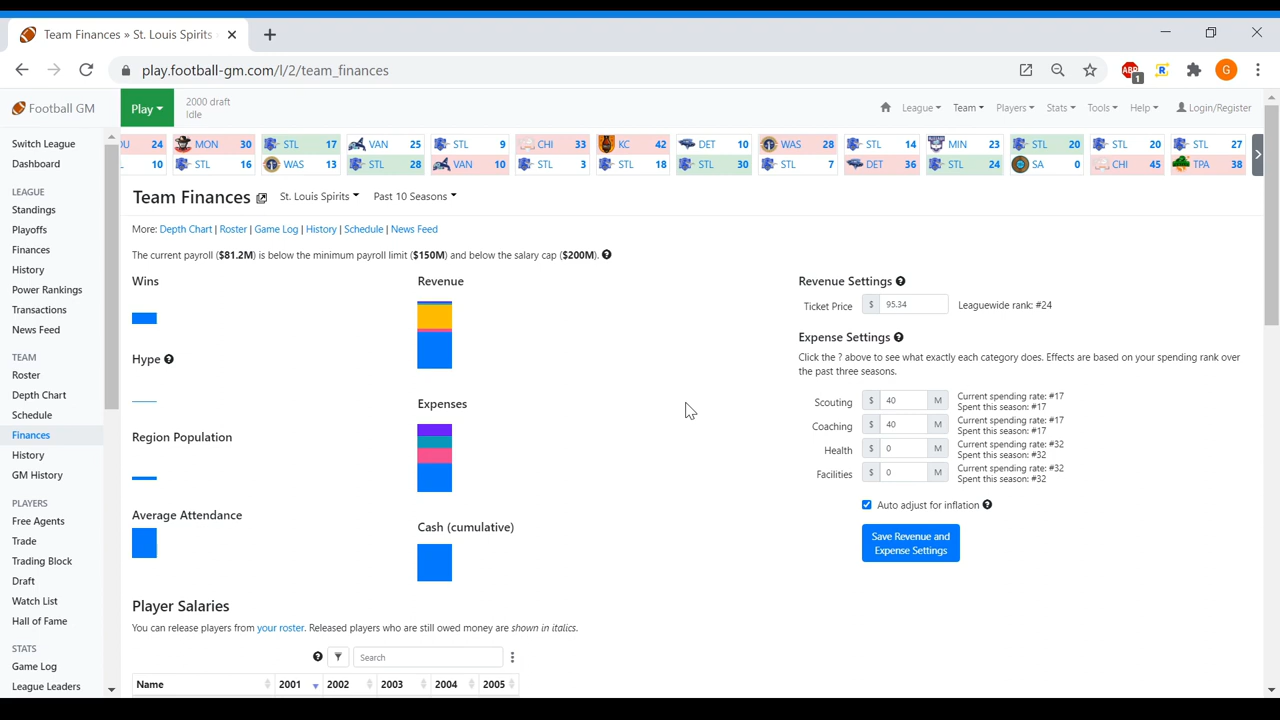 Team Finances » St. Louis Spirits
play.football-gm.com/l/2/team_finances
ABP
1
R
G
Football GM
Play
2000 draft
Idle
League
Team
Players
Stats
Tools
Help
Login/Register
OU 24 MON 30 STL 17 VAN 25 STL 9 CHI 33 KC 42 DET 10 WAS 28 STL 14 MIN 23 STL 20 STL 20 STL 27
L 10 STL 16 WAS 13 STL 28 VAN 10 STL 3 STL 18 STL 30 STL 7 DET 36 STL 24 SA 0 CHI 45 TPA 38
Switch League
Dashboard
LEAGUE
Standings
Playoffs
Finances
History
Power Rankings
Transactions
News Feed
TEAM
Roster
Depth Chart
Schedule
Finances
History
GM History
PLAYERS
Free Agents
Trade
Trading Block
Draft
Watch List
Hall of Fame
STATS
Game Log
League Leaders
Team Finances
St. Louis Spirits
Past 10 Seasons
More: Depth Chart | Roster | Game Log | History | Schedule | News Feed
The current payroll ($81.2M) is below the minimum payroll limit ($150M) and below the salary cap ($200M).
Wins
Hype
Region Population
Average Attendance
Revenue
Expenses
Cash (cumulative)
Revenue Settings
Ticket Price $ 95.34 Leaguewide rank: #24
Expense Settings
Click the ? above to see what exactly each category does. Effects are based on your spending rank over
the past three seasons.
Scouting $ 40 M Current spending rate: #17
Spent this season: #17
Coaching $ 40 M Current spending rate: #17
Spent this season: #17
Health $ 0 M Current spending rate: #32
Spent this season: #32
Facilities $ 0 M Current spending rate: #32
Spent this season: #32
Auto adjust for inflation
Save Revenue and
Expense Settings
Player Salaries
You can release players from your roster. Released players who are still owed money are shown in italics.
Search
Name 2001 2002 2003 2004 2005